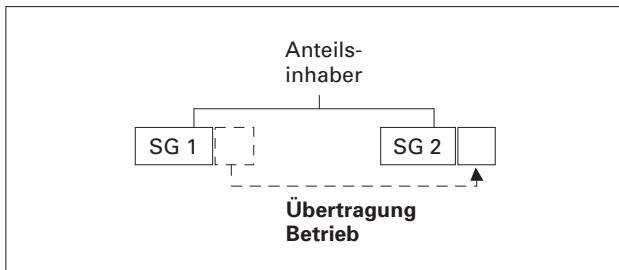 Anteils-
inhaber
SG 1
SG 2
Übertragung
Betrieb